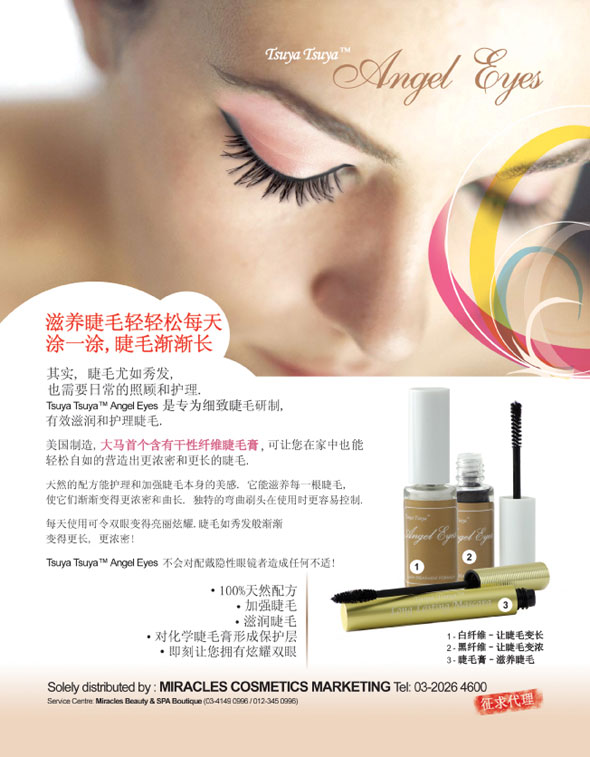 Tsuya Tsuya™ Angel Eyes
滋养睫毛轻轻松每天
涂一涂, 睫毛渐渐长
其实, 睫毛尤如秀发,
也需要日常的照顾和护理.
Tsuya Tsuya™ Angel Eyes 是专为细致睫毛研制,
有效滋润和护理睫毛.
美国制造, 大马首个含有干性纤维睫毛膏, 可让您在家中也能
轻松自如的营造出更浓密和更长的睫毛.
天然的配方能护理和加强睫毛本身的美感. 它能滋养每一根睫毛,
使它们渐渐变得更浓密和曲长. 独特的弯曲刷头在使用时更容易控制.
每天使用可令双眼变得亮丽炫耀. 睫毛如秀发般渐渐
变得更长, 更浓密!
Tsuya Tsuya™ Angel Eyes 不会对配戴隐性眼镜者造成任何不适!
• 100%天然配方
• 加强睫毛
• 滋润睫毛
• 对化学睫毛膏形成保护层
• 即刻让您拥有炫耀双眼
Tsuya Tsuya™
Angel Eyes
1
Angel Eyes
2
Long Lasting Mascara
3
1 - 白纤维 - 让睫毛变长
2 - 黑纤维 - 让睫毛变浓
3 - 睫毛膏 - 滋养睫毛
Solely distributed by : MIRACLES COSMETICS MARKETING Tel: 03-2026 4600
Service Centre: Miracles Beauty & SPA Boutique (03-4149 0996 / 012-345 0996)
征求代理